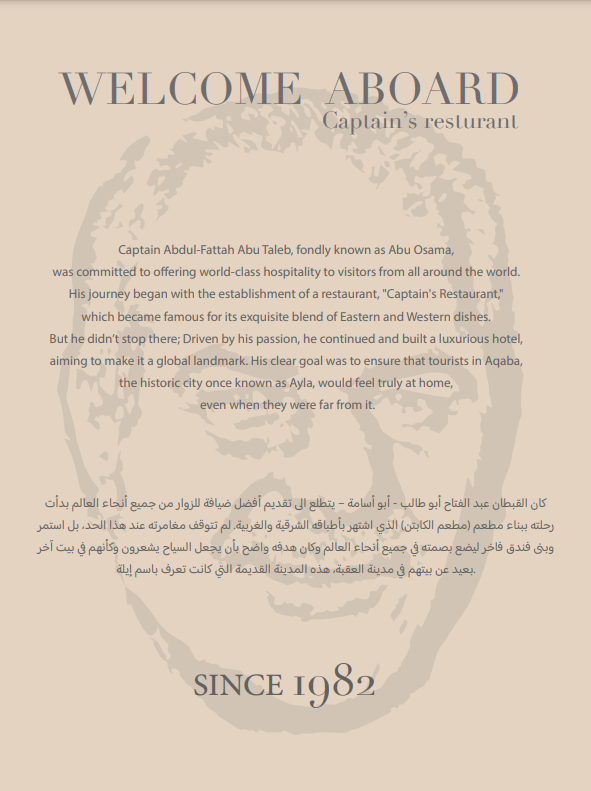 WELCOME ABOARD
Captain's resturant
Captain Abdul-Fattah Abu Taleb, fondly known as Abu Osama,
was committed to offering world-class hospitality to visitors from all around the world.
His journey began with the establishment of a restaurant, "Captain's Restaurant,"
which became famous for its exquisite blend of Eastern and Western dishes.
But he didn't stop there; Driven by his passion, he continued and built a luxurious hotel,
aiming to make it a global landmark. His clear goal was to ensure that tourists in Aqaba,
the historic city once known as Ayla, would feel truly at home,
even when they were far from it.
كان القبطان عبد الفتاح أبو طالب - أبو أسامة – يتطلع الى تقديم أفضل ضيافة للزوار من جميع أنحاء العالم بدأت
رحلته ببناء مطعم (مطعم الكابتن) الذي اشتهر بأطباقه الشرقية والغربية. لم تتوقف مغامرته عند هذا الحد، بل استمر
وبنى فندق فاخر ليضع بصمته في جميع أنحاء العالم وكان هدفه واضح بأن يجعل السياح يشعرون وكأنهم في بيت آخر
بعيد عن بيتهم في مدينة العقبة، هذه المدينة القديمة التي كانت تعرف باسم إيلة.
SINCE 1982